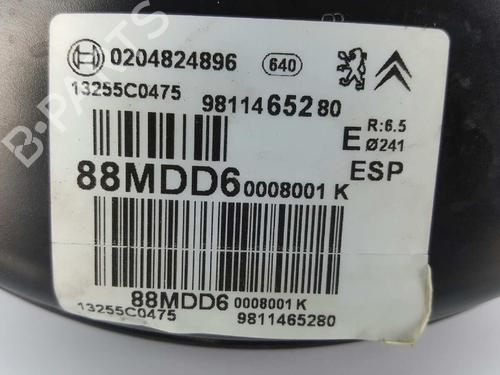 0204824896 640
13255C0475 9811465280
R:6.5
E Ø241
ESP
88MDD6 0008001 K
88MDD6 0008001 K
13255C0475 9811465280
B-PARTS